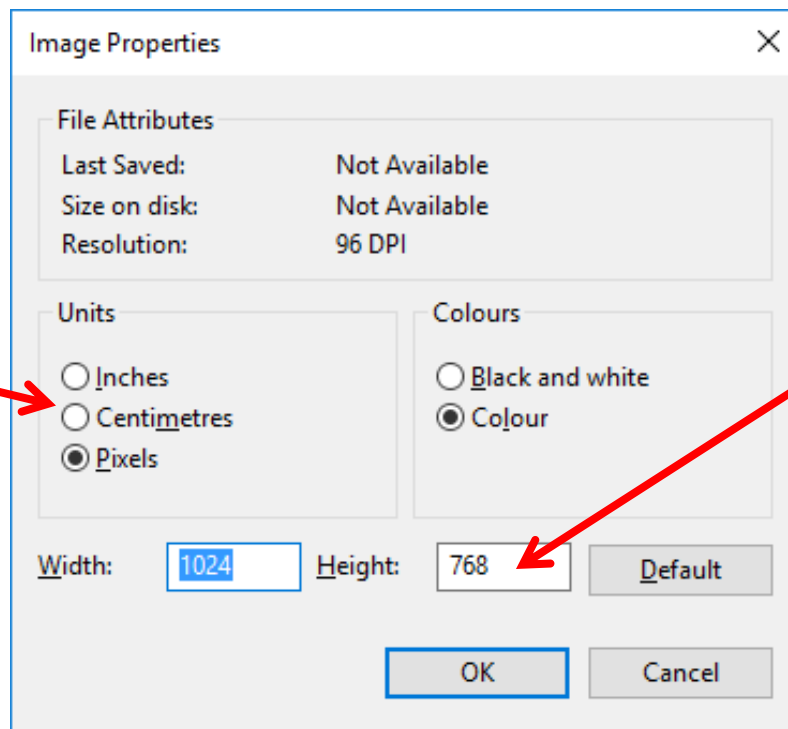 Image Properties
File Attributes
Last Saved: Not Available
Size on disk: Not Available
Resolution: 96 DPI
Units
Inches
Centimetres
Pixels
Colours
Black and white
Colour
Width: 1024 Height: 768 Default
OK Cancel